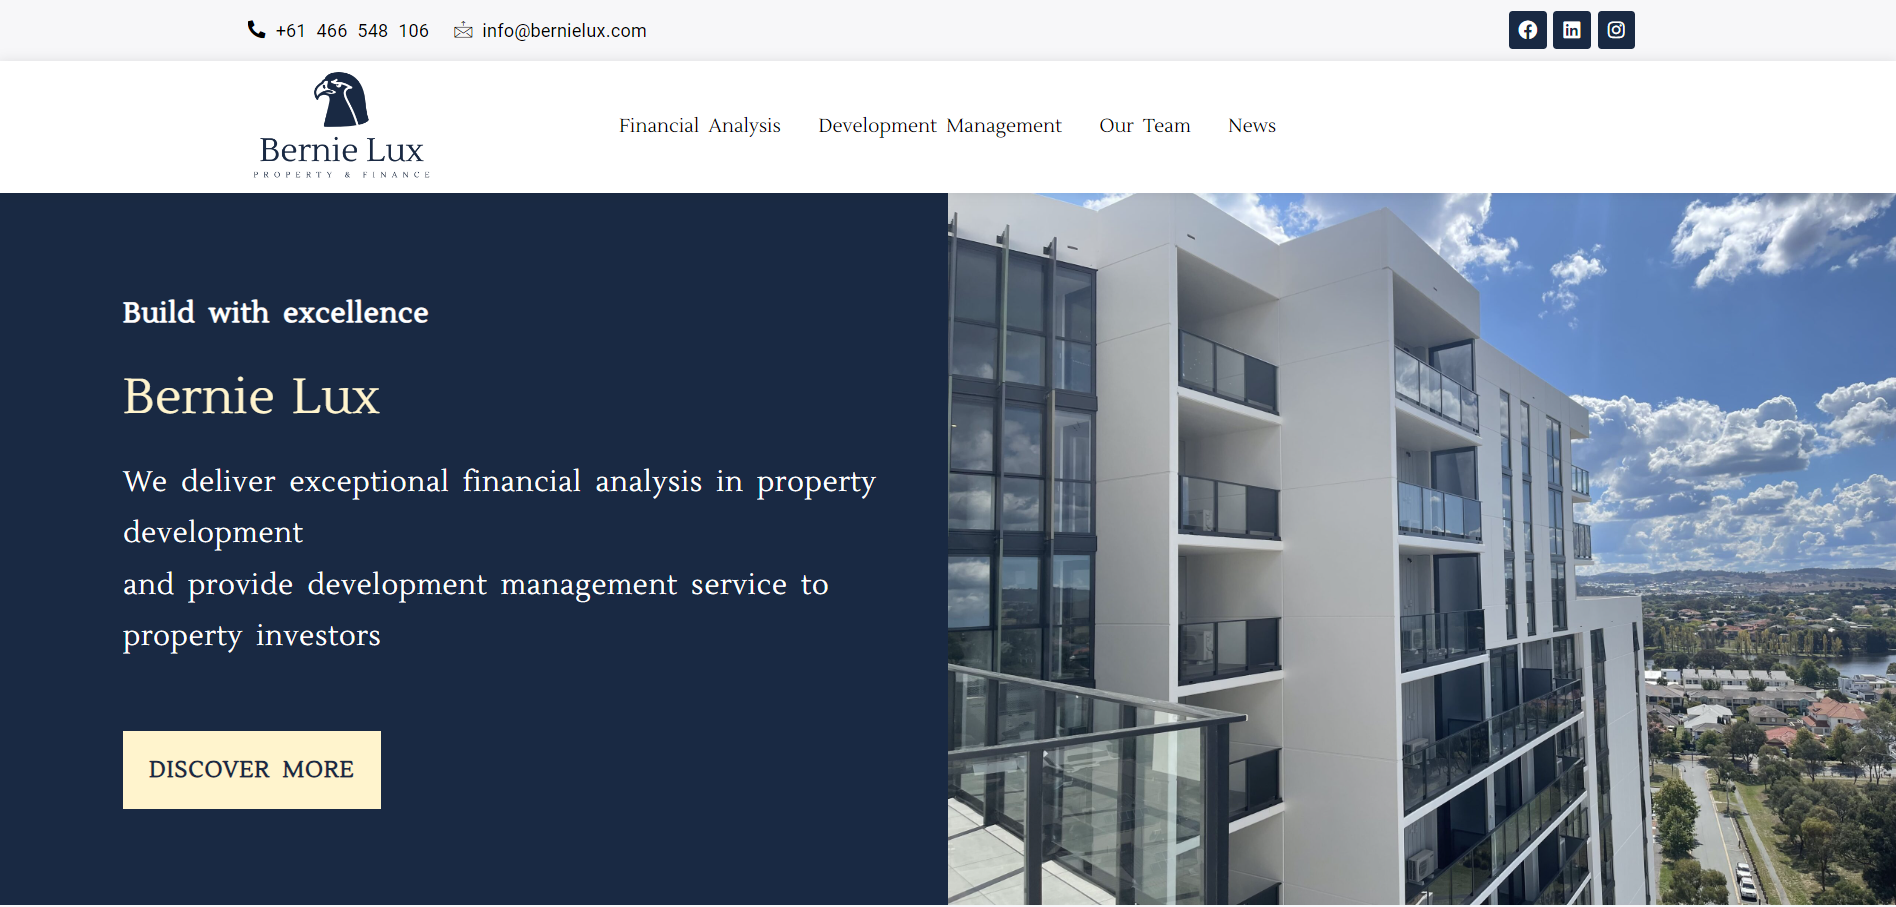 +61 466 548 106 info@bernielux.com
Bernie Lux
PROPERTY & FINANCE
Financial Analysis Development Management Our Team News
Build with excellence
Bernie Lux
We deliver exceptional financial analysis in property
development
and provide development management service to
property investors
DISCOVER MORE